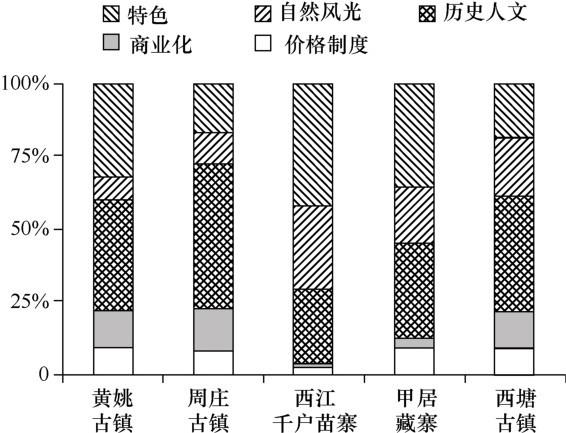 特色 自然风光 历史人文
商业化 价格制度
100%
75%
50%
25%
0
黄姚 周庄 西江 甲居 西塘
古镇 古镇 千户苗寨 藏寨 古镇